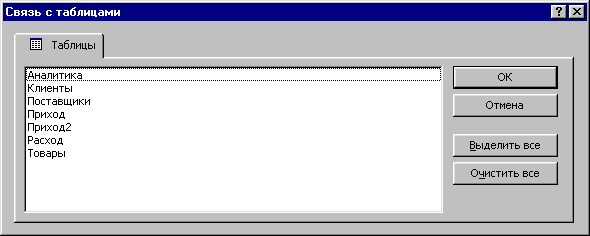 Связь с таблицами
Таблицы
Аналитика
Клиенты
Поставщики
Приход
Приход2
Расход
Товары
OK
Отмена
Выделить все
Очистить все